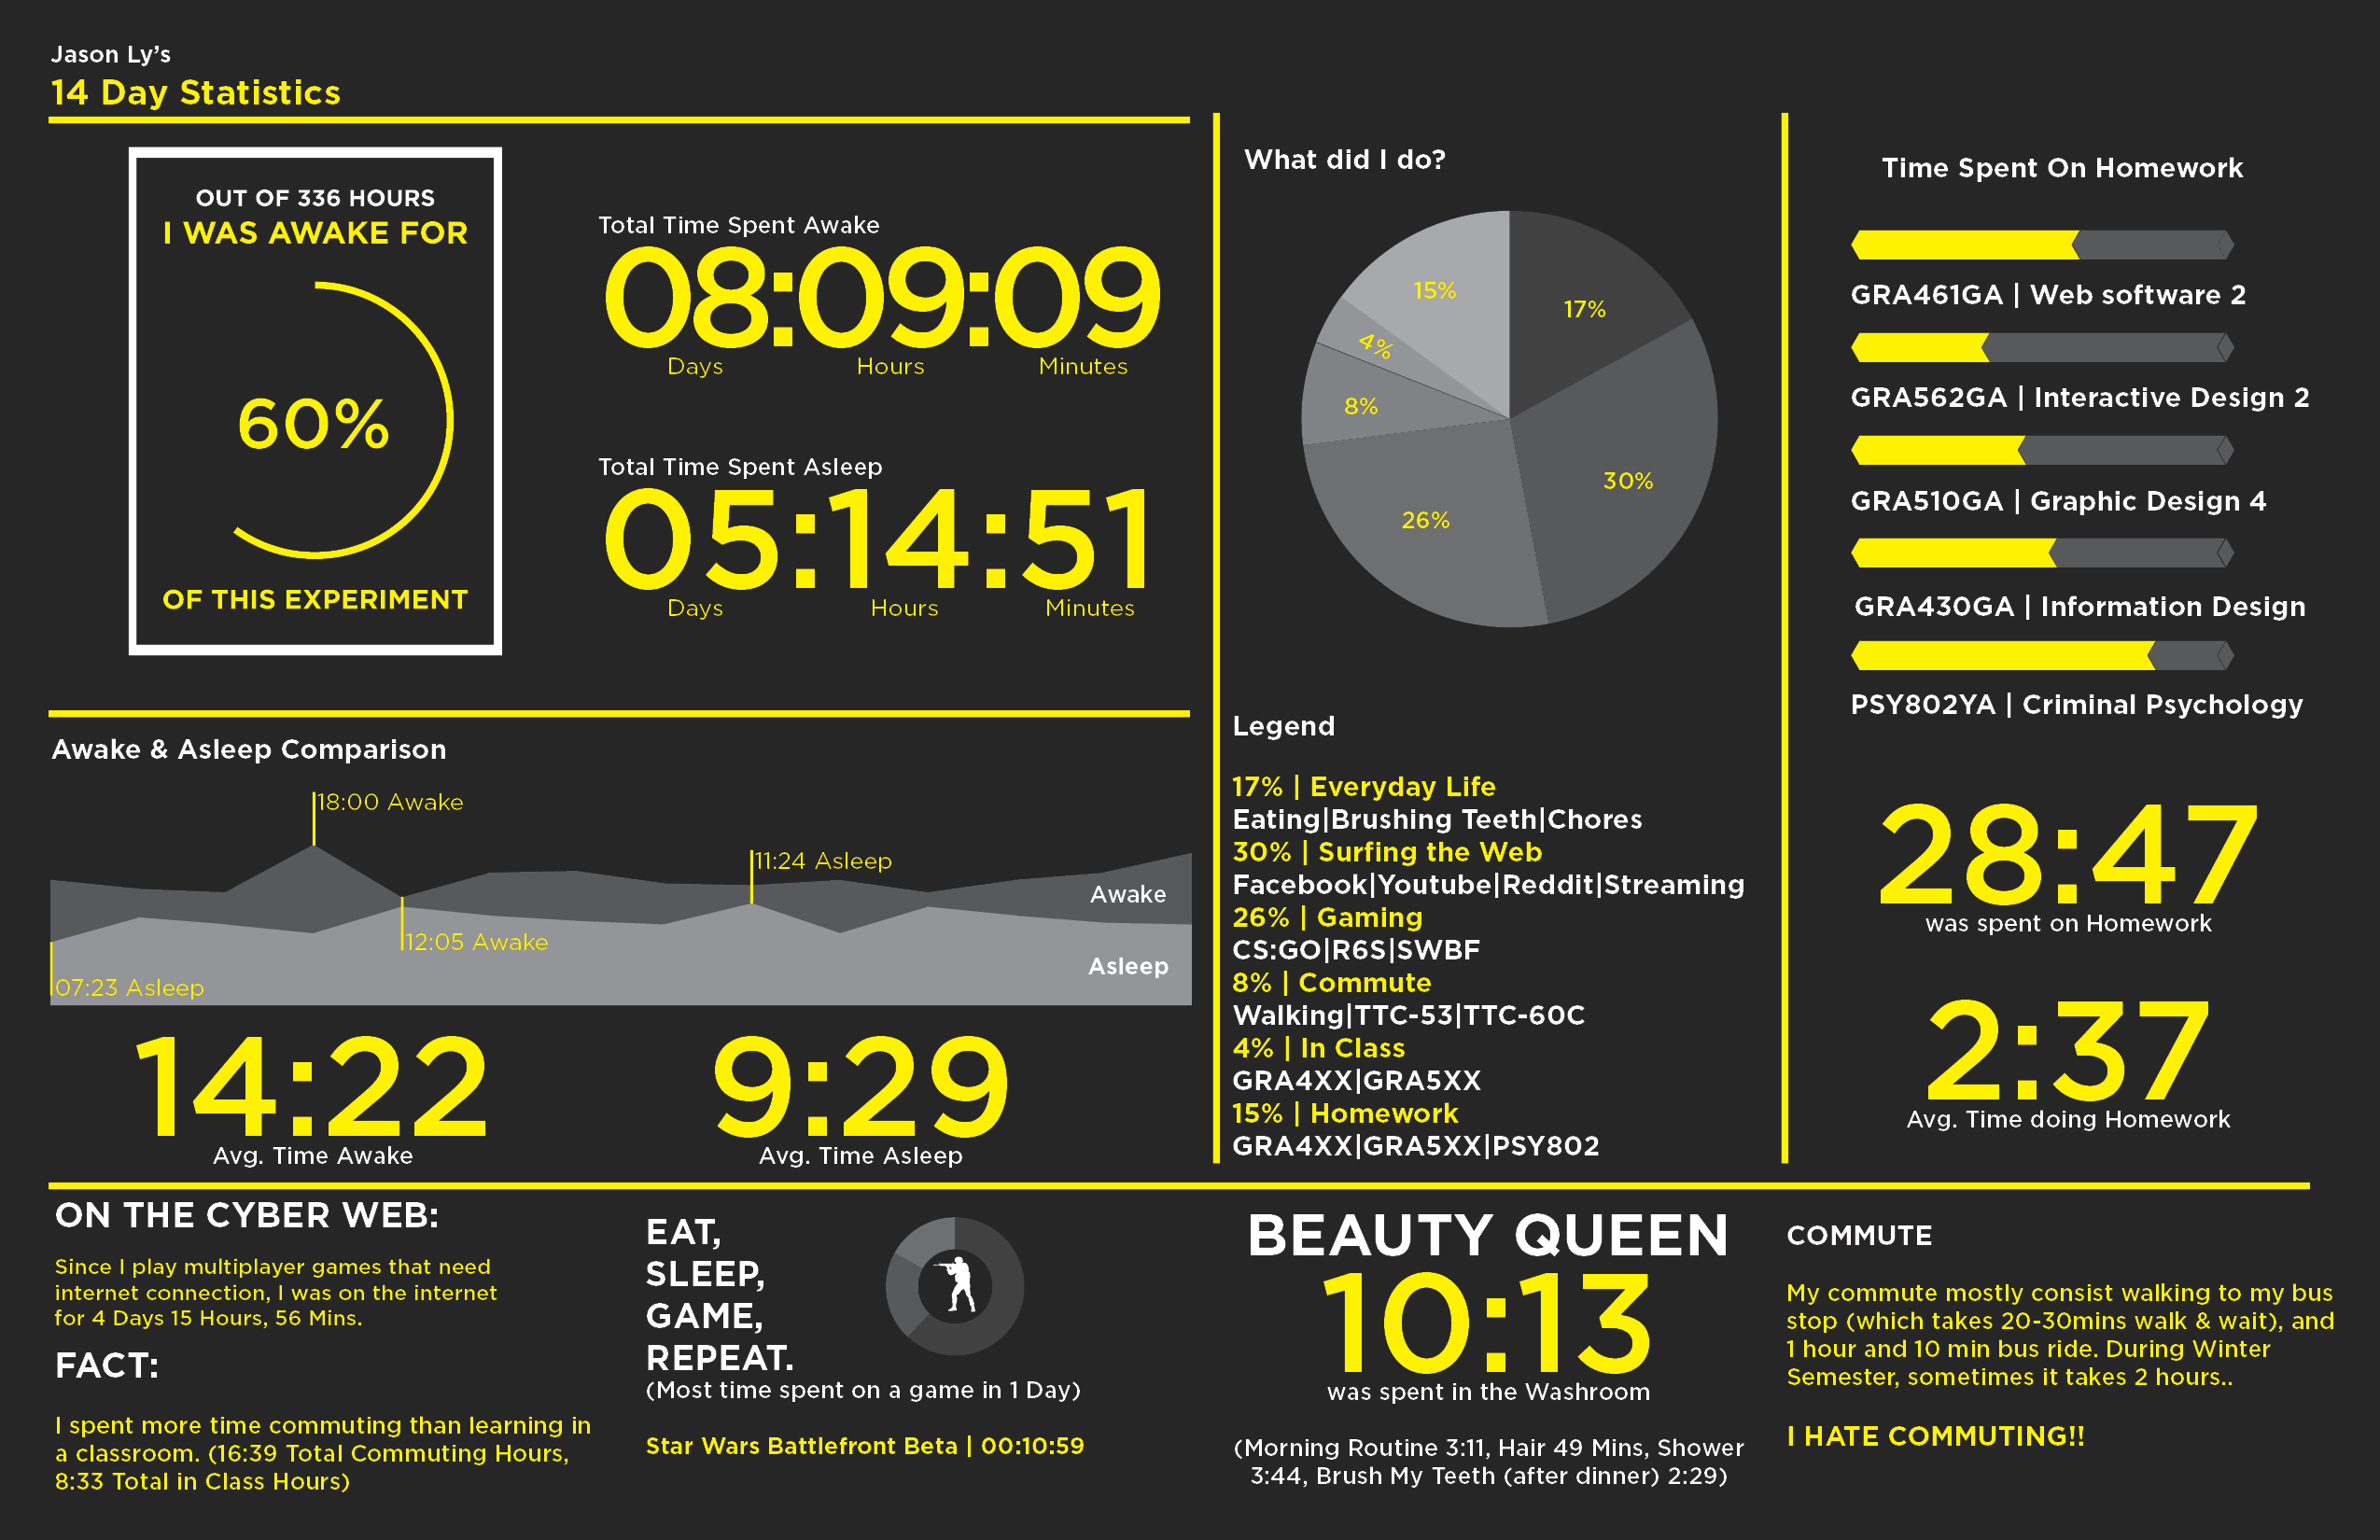 Jason Ly’s
14 Day Statistics
OUT OF 336 HOURS
I WAS AWAKE FOR
60%
OF THIS EXPERIMENT
Total Time Spent Awake
08:09:09
Days Hours Minutes
Total Time Spent Asleep
05:14:51
Days Hours Minutes
Awake & Asleep Comparison
18:00 Awake
11:24 Asleep
Awake
12:05 Awake
Asleep
07:23 Asleep
14:22
Avg. Time Awake
9:29
Avg. Time Asleep
What did I do?
15%
17%
4%
8%
30%
26%
Legend
17% | Everyday Life
Eating|Brushing Teeth|Chores
30% | Surfing the Web
Facebook|Youtube|Reddit|Streaming
26% | Gaming
CS:GO|R6S|SWBF
8% | Commute
Walking|TTC-53|TTC-60C
4% | In Class
GRA4XX|GRA5XX
15% | Homework
GRA4XX|GRA5XX|PSY802
Time Spent On Homework
GRA461GA | Web software 2
GRA562GA | Interactive Design 2
GRA510GA | Graphic Design 4
GRA430GA | Information Design
PSY802YA | Criminal Psychology
28:47
was spent on Homework
2:37
Avg. Time doing Homework
ON THE CYBER WEB:
Since I play multiplayer games that need
internet connection, I was on the internet
for 4 Days 15 Hours, 56 Mins.
FACT:
I spent more time commuting than learning in
a classroom. (16:39 Total Commuting Hours,
8:33 Total in Class Hours)
EAT,
SLEEP,
GAME,
REPEAT.
(Most time spent on a game in 1 Day)
Star Wars Battlefront Beta | 00:10:59
BEAUTY QUEEN
10:13
was spent in the Washroom
(Morning Routine 3:11, Hair 49 Mins, Shower
3:44, Brush My Teeth (after dinner) 2:29)
COMMUTE
My commute mostly consist walking to my bus
stop (which takes 20-30mins walk & wait), and
1 hour and 10 min bus ride. During Winter
Semester, sometimes it takes 2 hours..
I HATE COMMUTING!!